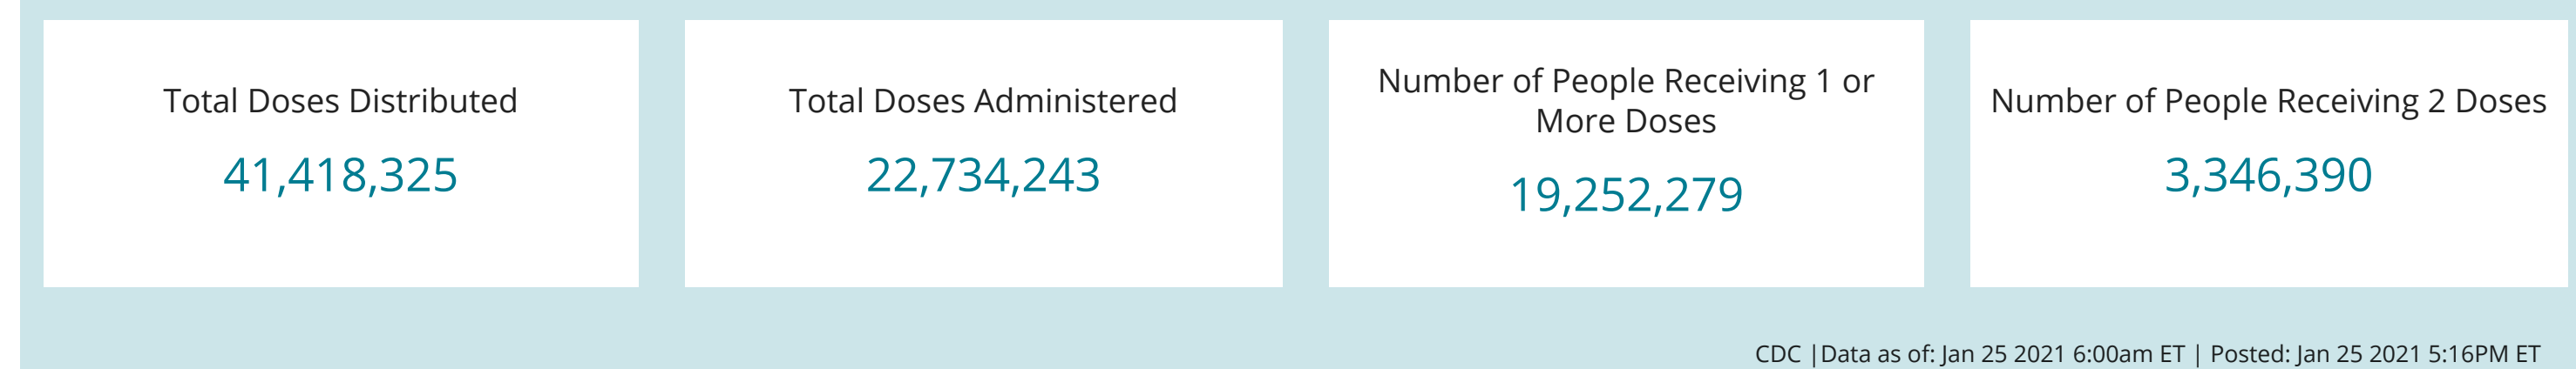 Total Doses Distributed
41,418,325
Total Doses Administered
22,734,243
Number of People Receiving 1 or
More Doses
19,252,279
Number of People Receiving 2 Doses
3,346,390
CDC |Data as of: Jan 25 2021 6:00am ET | Posted: Jan 25 2021 5:16PM ET